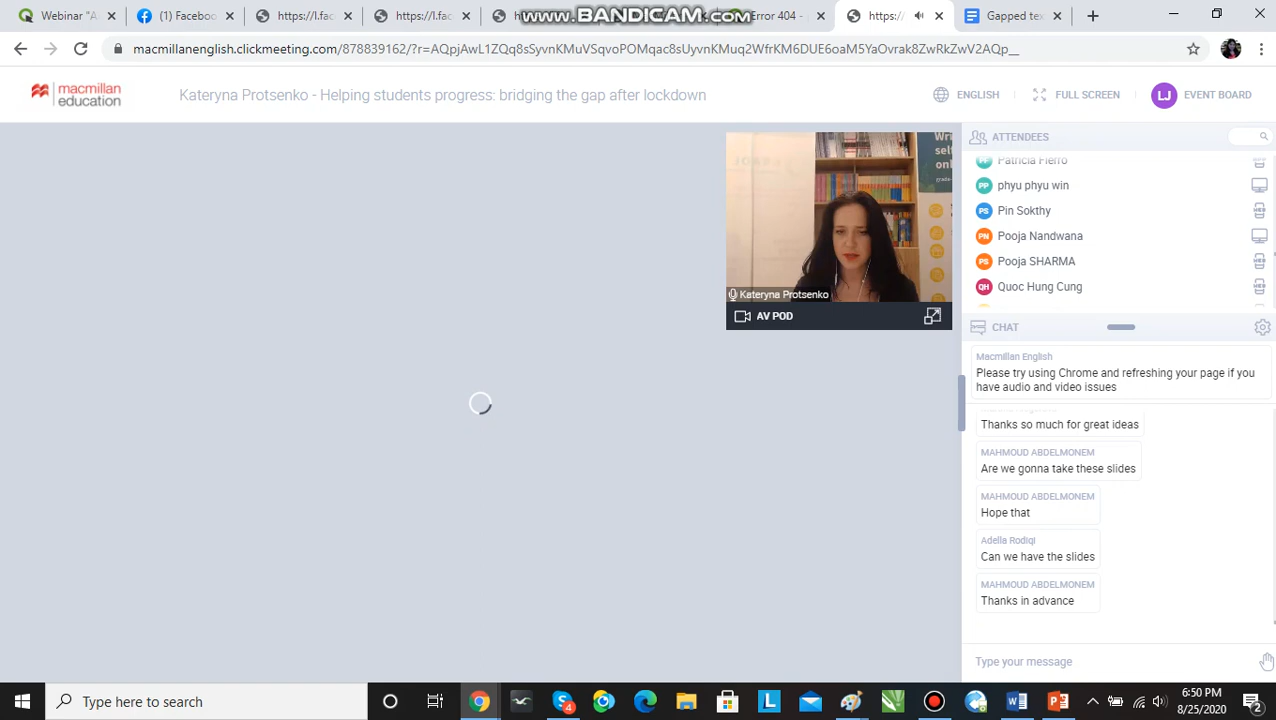 www.BANDICAM.com
Webinar "A
(1) Facebo
https://l.fac
https://l.fac
Error 404 -
https:/
Gapped tex
macmillanenglish.clickmeeting.com/878839162/?r=AQpjAwL1ZQq8sSyvnKMuVSqvoPOMqac8sUyvnKMuq2WfrKM6DUE6oaM5YaOvrak8ZwRkZwV2AQp__
macmillan
education
Kateryna Protsenko - Helping students progress: bridging the gap after lockdown
ENGLISH
FULL SCREEN
LJ
EVENT BOARD
ATTENDEES
Patricia Fierro
PP
phyu phyu win
PS
Pin Sokthy
PN
Pooja Nandwana
PS
Pooja SHARMA
QH
Quoc Hung Cung
Kateryna Protsenko
AV POD
CHAT
Macmillan English
Please try using Chrome and refreshing your page if you
have audio and video issues
Thanks so much for great ideas
MAHMOUD ABDELMONEM
Are we gonna take these slides
MAHMOUD ABDELMONEM
Hope that
Adella Rodiqi
Can we have the slides
MAHMOUD ABDELMONEM
Thanks in advance
Type your message
Type here to search
4
6:50 PM
8/25/2020
2